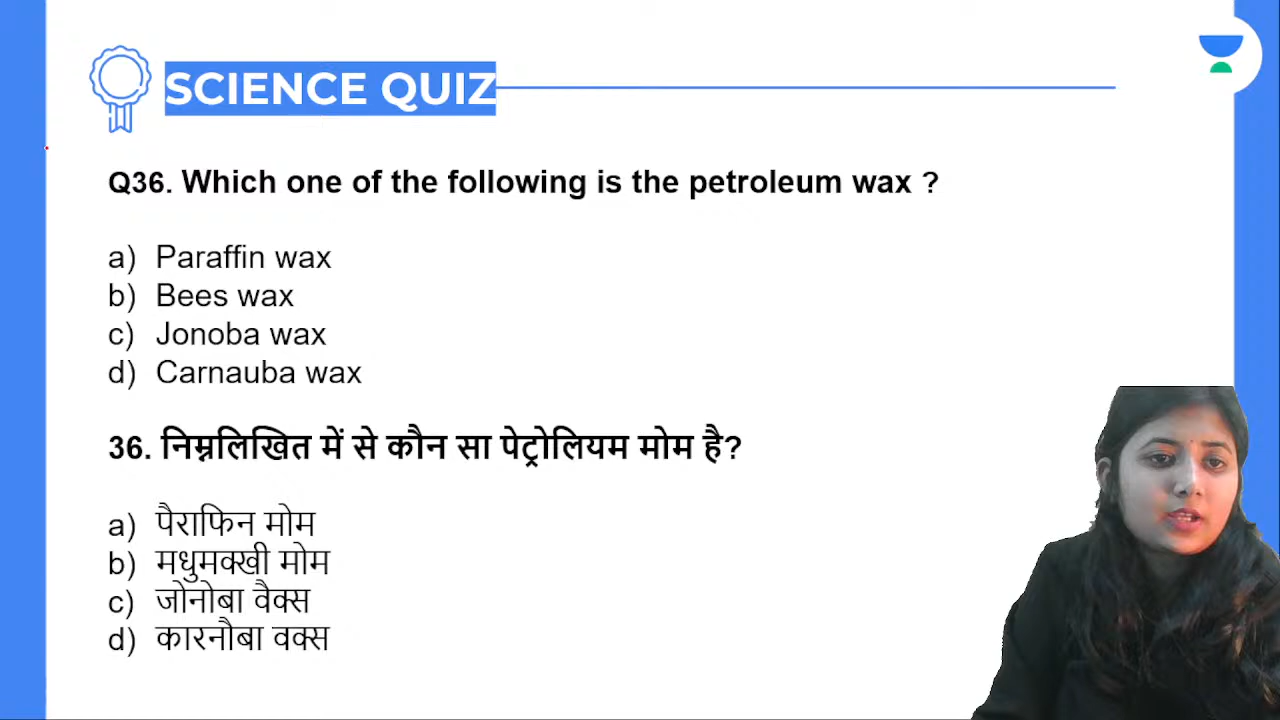 SCIENCE QUIZ
Q36. Which one of the following is the petroleum wax ?
a) Paraffin wax
b) Bees wax
c) Jonoba wax
d) Carnauba wax
36. निम्नलिखित में से कौन सा पेट्रोलियम मोम है?
a) पैराफिन मोम
b) मधुमक्खी मोम
c) जोनोबा वैक्स
d) कारनौबा वक्स